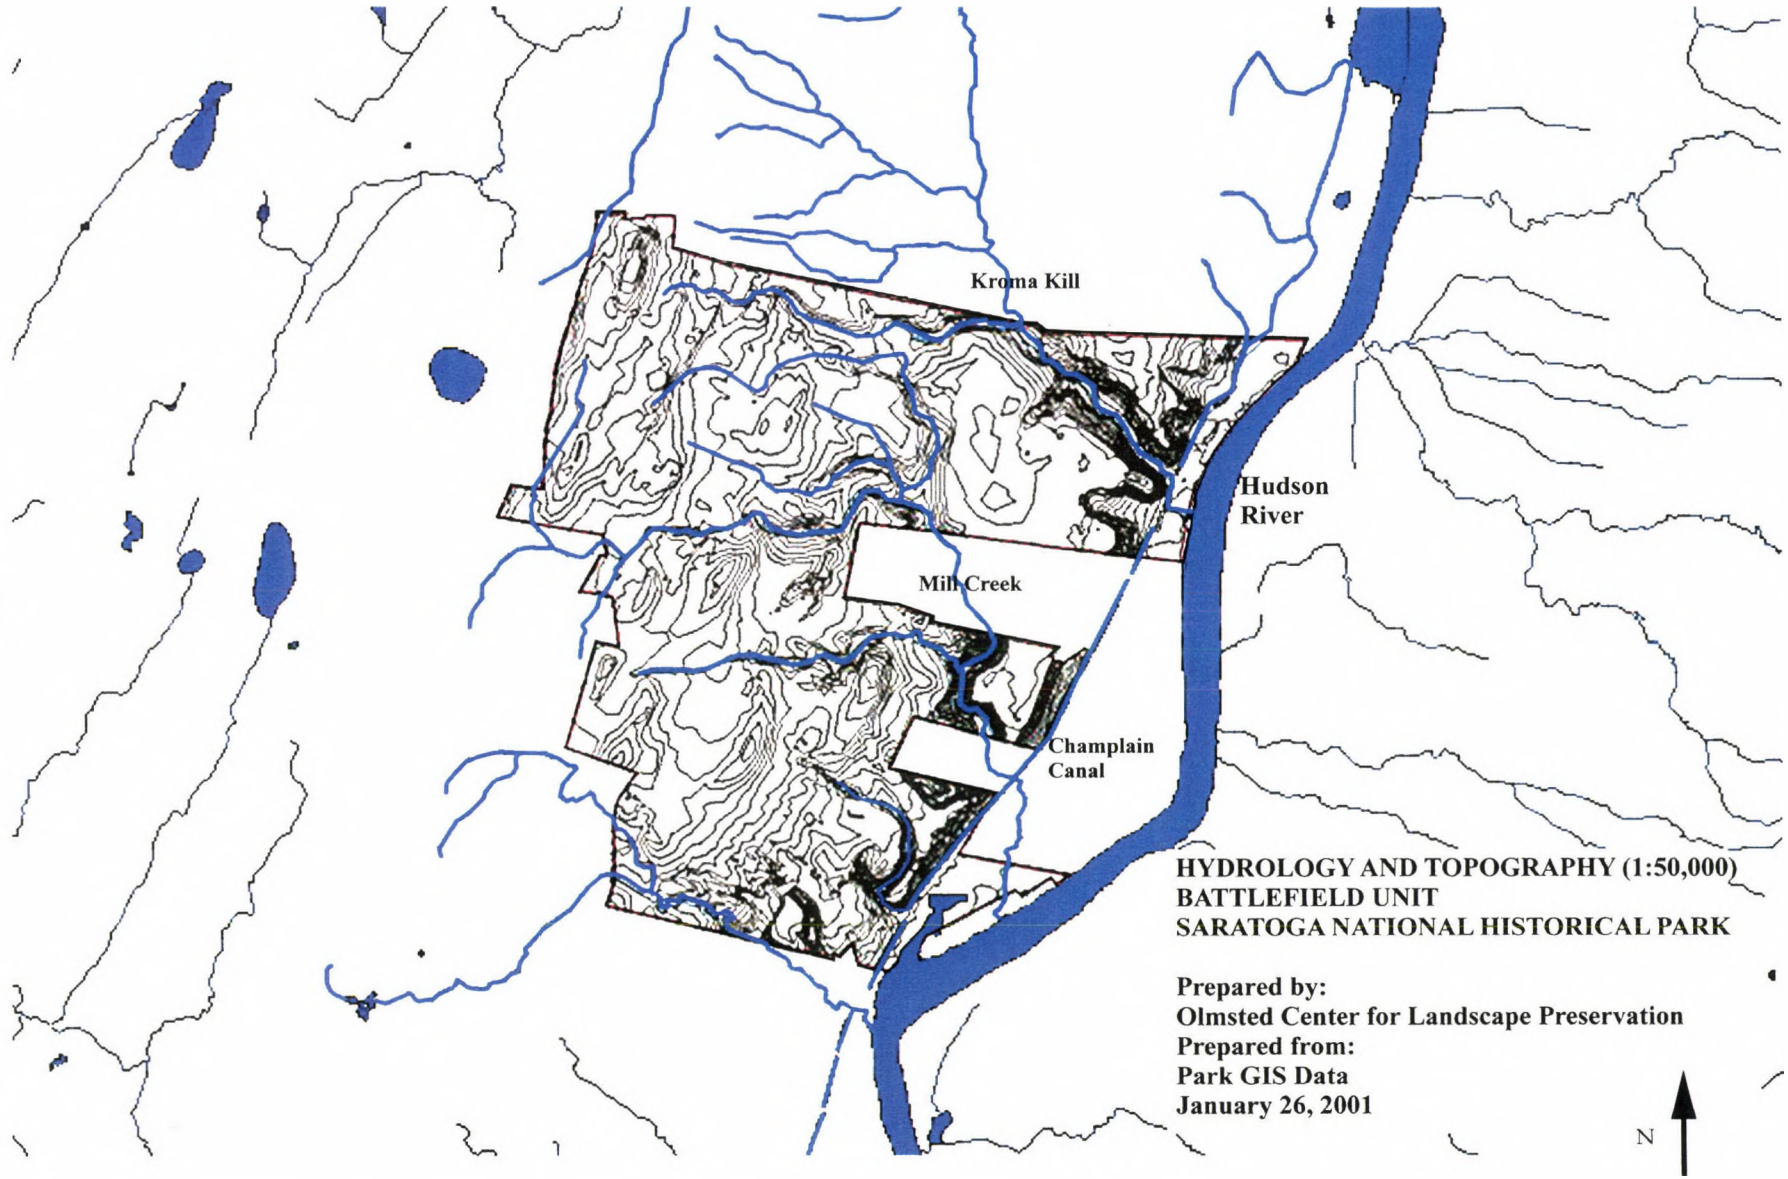 Kroma Kill
Hudson
River
Mill Creek
Champlain
Canal
HYDROLOGY AND TOPOGRAPHY (1:50,000)
BATTLEFIELD UNIT
SARATOGA NATIONAL HISTORICAL PARK
Prepared by:
Olmsted Center for Landscape Preservation
Prepared from:
Park GIS Data
January 26, 2001
N